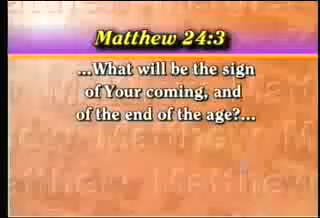 Matthew 24:3
...What will be the sign
of Your coming, and
of the end of the age?...